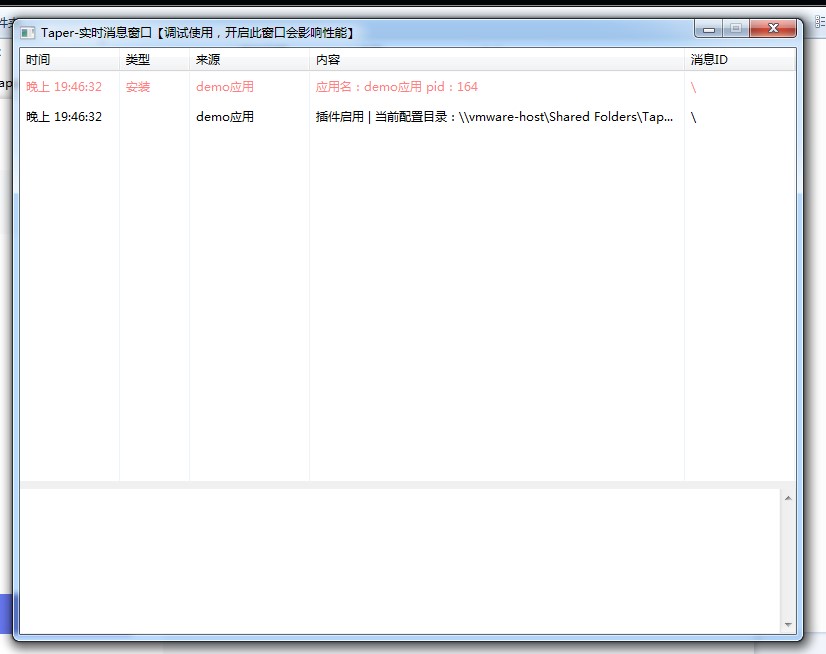 Taper-实时消息窗口【调试使用，开启此窗口会影响性能】
时间 类型 来源 内容 消息ID
晚上 19:46:32 安装 demo应用 应用名：demo应用 pid：164 \
晚上 19:46:32 demo应用 插件启用 | 当前配置目录：\\vmware-host\Shared Folders\Tap... \